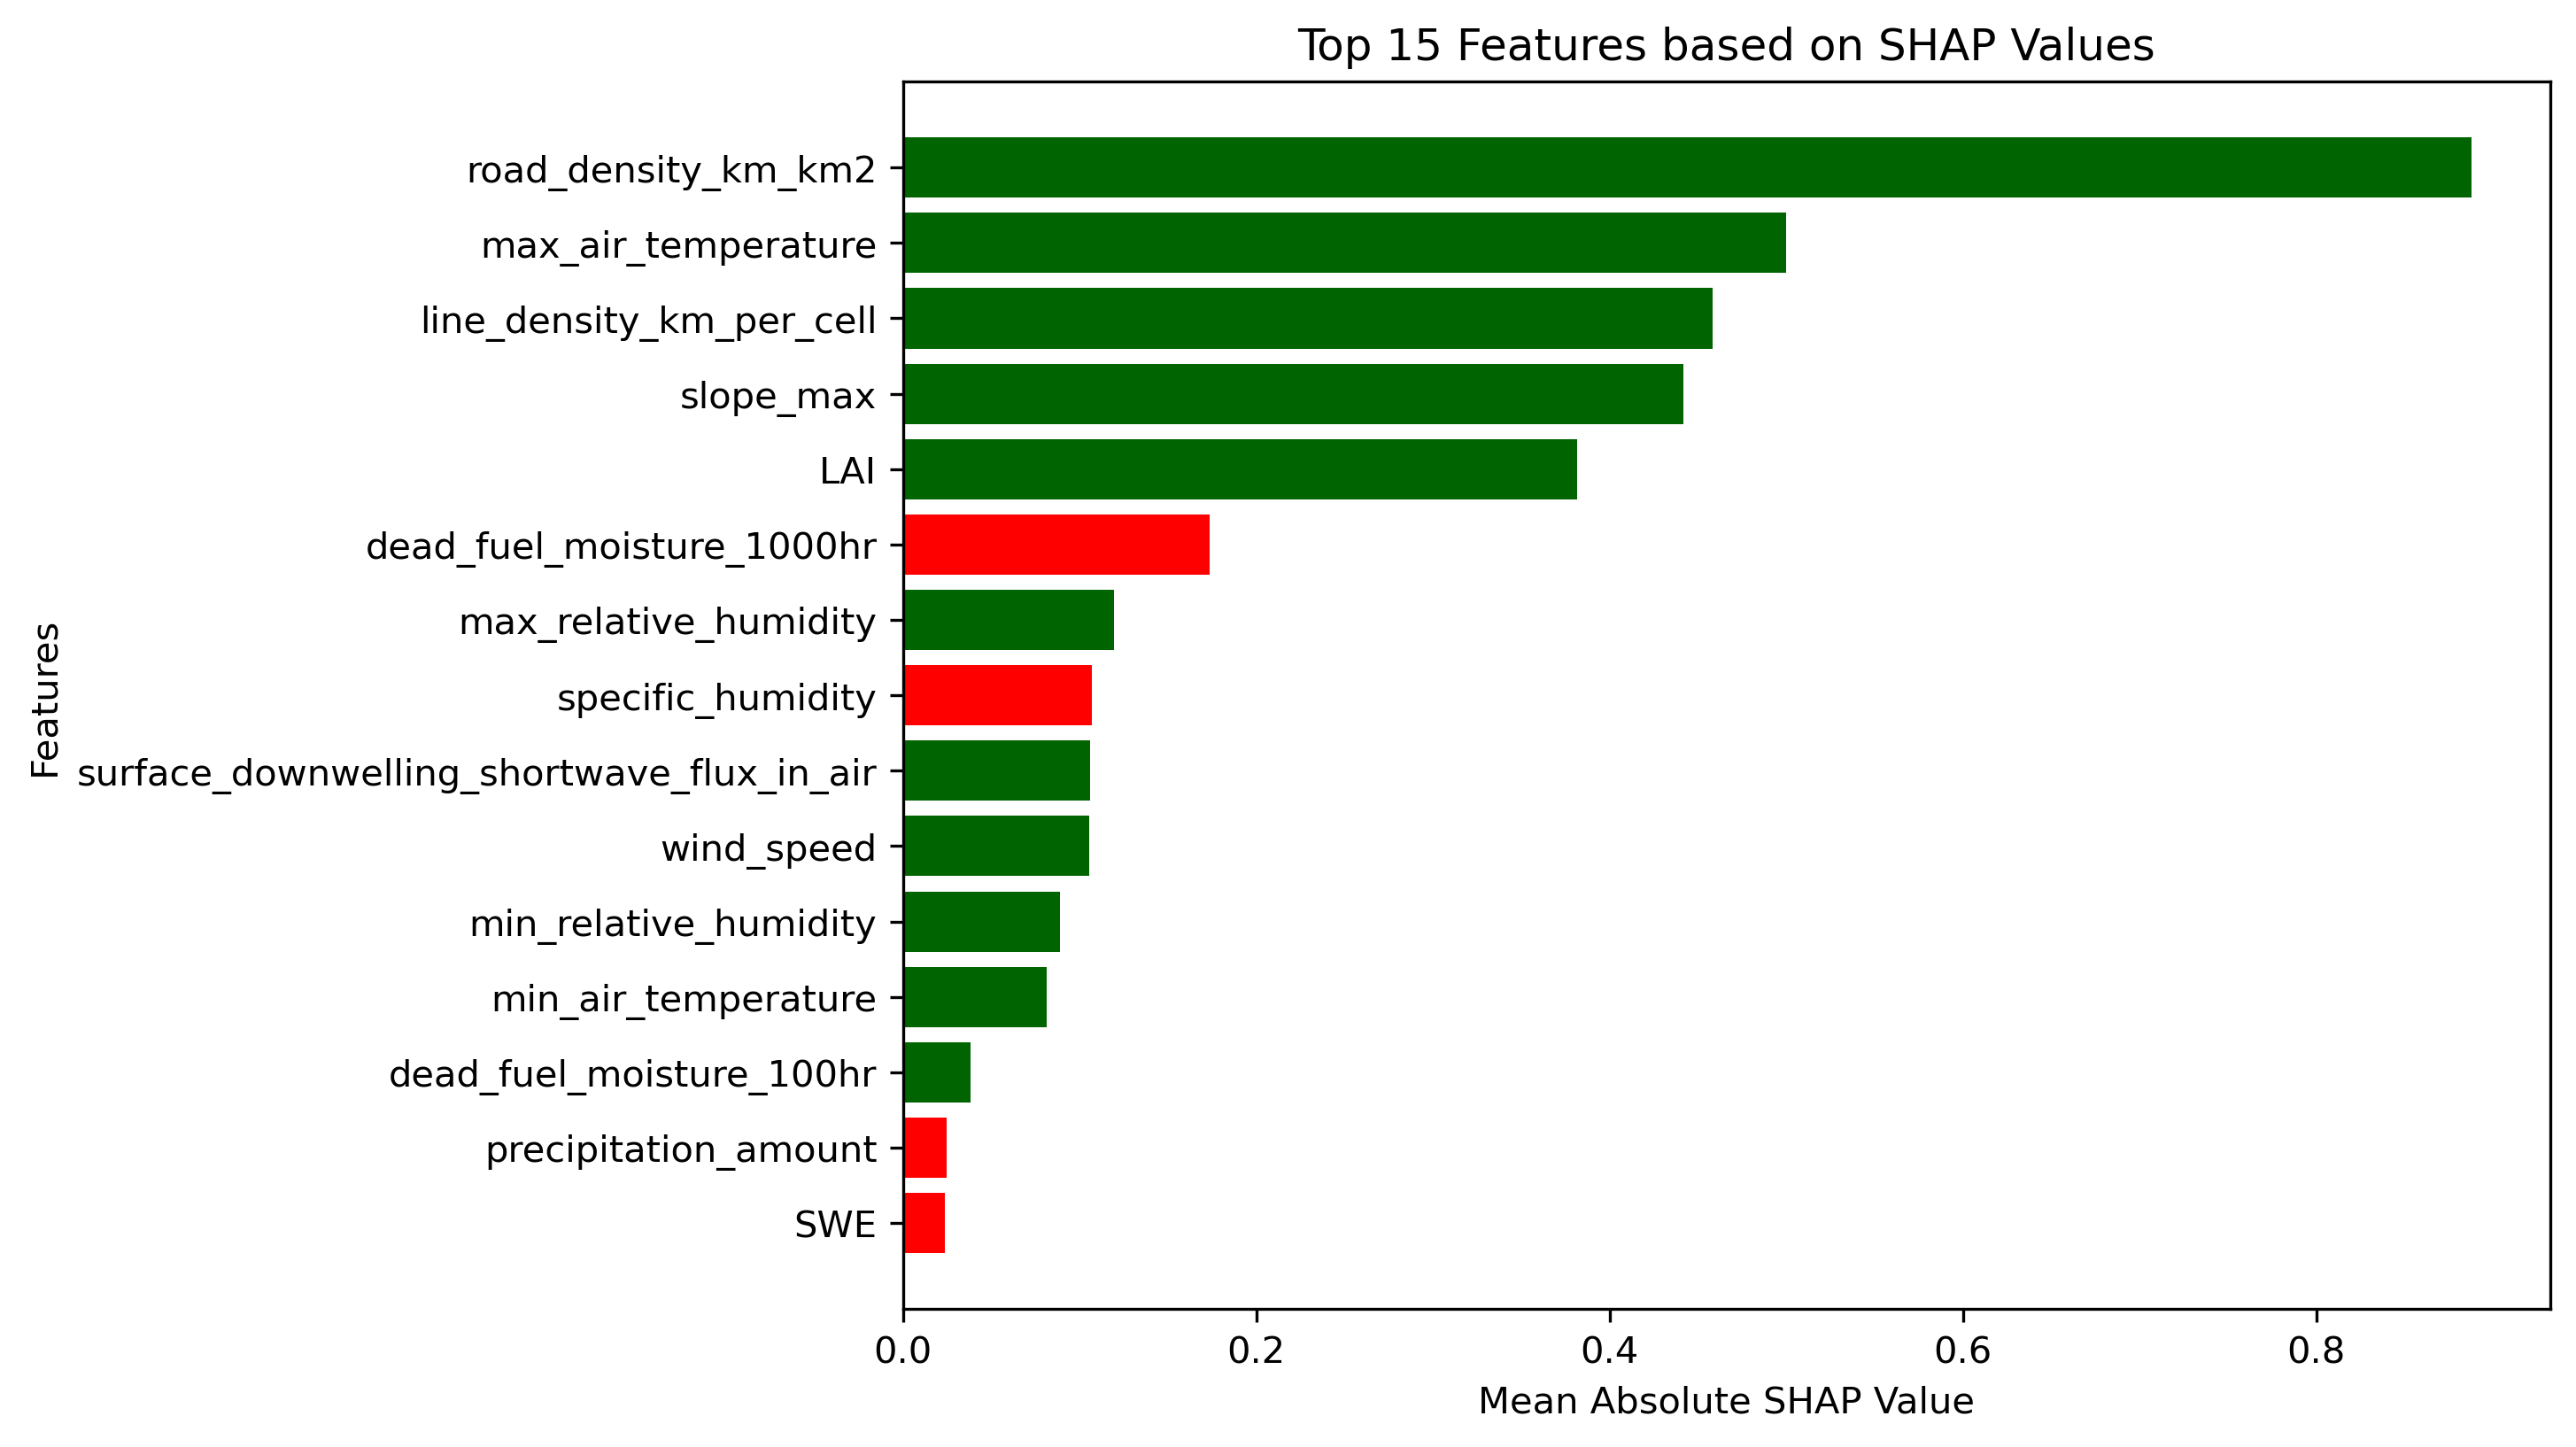 Top 15 Features based on SHAP Values
Features
road_density_km_km2
max_air_temperature
line_density_km_per_cell
slope_max
LAI
dead_fuel_moisture_1000hr
max_relative_humidity
specific_humidity
surface_downwelling_shortwave_flux_in_air
wind_speed
min_relative_humidity
min_air_temperature
dead_fuel_moisture_100hr
precipitation_amount
SWE
0.0 0.2 0.4 0.6 0.8
Mean Absolute SHAP Value